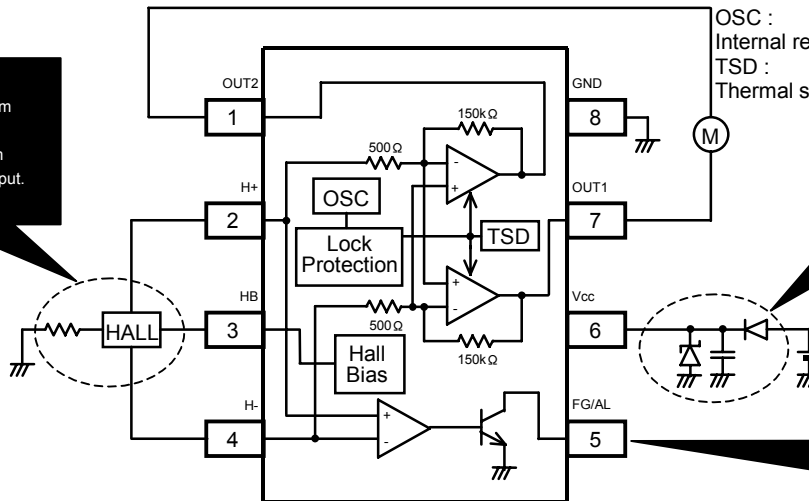 OSC :
Internal re
TSD :
Thermal s
m
n
put.
OUT2
1
H+
2
HB
3
H-
4
HALL
500Ω
150kΩ
-
+
OSC
Lock
Protection
TSD
+
-
500Ω
150kΩ
Hall
Bias
+
-
GND
8
M
OUT1
7
Vcc
6
FG/AL
5